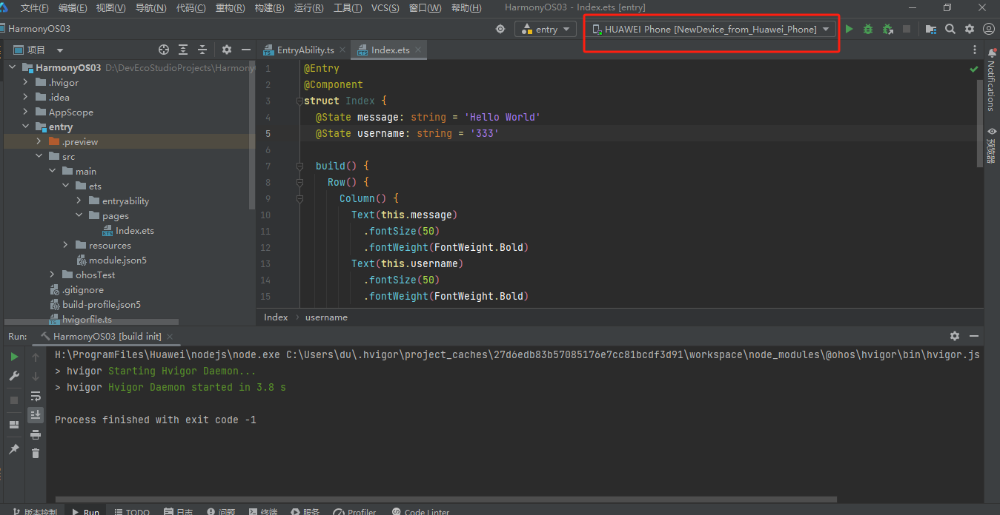 文件(F) 编辑(E) 视图(V) 导航(N) 代码(C) 重构(R) 构建(B) 运行(R) 工具(T) VCS(S) 窗口(W) 帮助(H) HarmonyOS03 - Index.ets [entry]
HarmonyOS03 entry HUAWEI Phone [NewDevice_from_Huawei_Phone]
项目 EntryAbility.ts Index.ets
HarmonyOS03 D:\DevEcoStudioProjects\Harmony
.hvigor
.idea
AppScope
entry
.preview
src
main
ets
entryability
pages
Index.ets
resources
module.json5
ohosTest
.gitignore
build-profile.json5
hvigorfile.ts
1 @Entry
2 @Component
3 struct Index {
4 @State message: string = 'Hello World'
5 @State username: string = '333'
6
7 build() {
8 Row() {
9 Column() {
10 Text(this.message)
11 .fontSize(50)
12 .fontWeight(FontWeight.Bold)
13 Text(this.username)
14 .fontSize(50)
15 .fontWeight(FontWeight.Bold)
Index › username
Notifications
预览器
Run: HarmonyOS03 [build init]
H:\ProgramFiles\Huawei\nodejs\node.exe C:\Users\du\.hvigor\project_caches\27d6edb83b57085176e7cc81bcdf3d91\workspace\node_modules\@ohos\hvigor\bin\hvigor.js
> hvigor Starting Hvigor Daemon...
> hvigor Hvigor Daemon started in 3.8 s
Process finished with exit code -1
版本控制 Run TODO 日志 问题 终端 服务 Profiler Code Linter